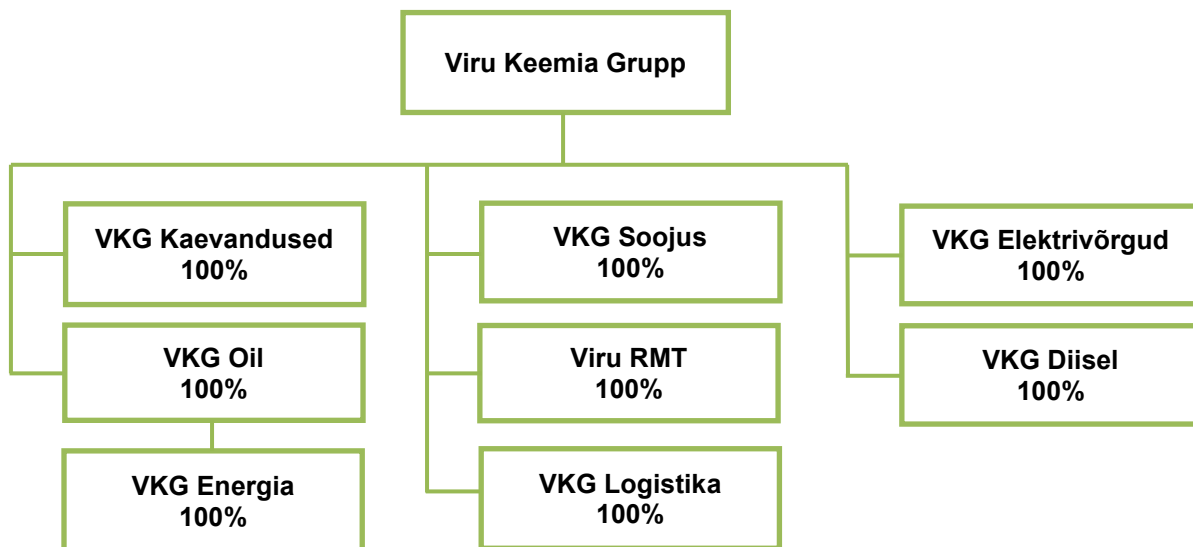 Viru Keemia Grupp
VKG Kaevandused
100%
VKG Soojus
100%
VKG Elektrivõrgud
100%
VKG Oil
100%
Viru RMT
100%
VKG Diisel
100%
VKG Energia
100%
VKG Logistika
100%